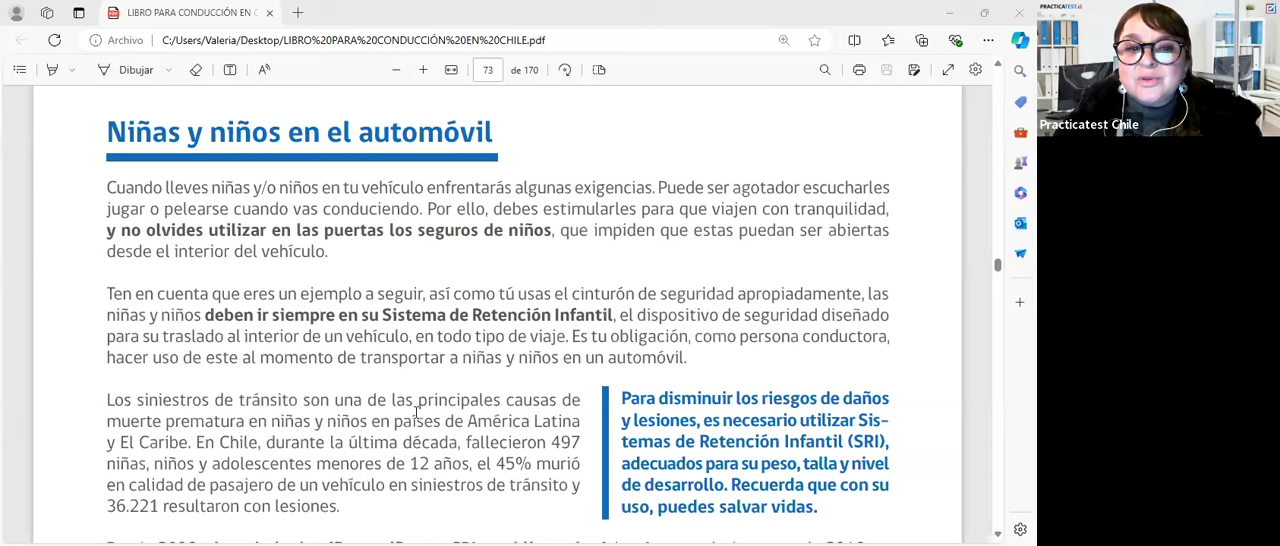 LIBRO PARA CONDUCCIÓN EN C
Archivo
C:/Users/Valeria/Desktop/LIBRO%20PARA%20CONDUCCIÓN%20EN%20CHILE.pdf
Dibujar
73
de 170
PRACTICATEST.cl
Practicatest Chile
Niñas y niños en el automóvil
Cuando lleves niñas y/o niños en tu vehículo enfrentarás algunas exigencias. Puede ser agotador escucharles
jugar o pelearse cuando vas conduciendo. Por ello, debes estimularles para que viajen con tranquilidad,
y no olvides utilizar en las puertas los seguros de niños, que impiden que estas puedan ser abiertas
desde el interior del vehículo.
Ten en cuenta que eres un ejemplo a seguir, así como tú usas el cinturón de seguridad apropiadamente, las
niñas y niños deben ir siempre en su Sistema de Retención Infantil, el dispositivo de seguridad diseñado
para su traslado al interior de un vehículo, en todo tipo de viaje. Es tu obligación, como persona conductora,
hacer uso de este al momento de transportar a niñas y niños en un automóvil.
Los siniestros de tránsito son una de las principales causas de
muerte prematura en niñas y niños en países de América Latina
y El Caribe. En Chile, durante la última década, fallecieron 497
niñas, niños y adolescentes menores de 12 años, el 45% murió
en calidad de pasajero de un vehículo en siniestros de tránsito y
36.221 resultaron con lesiones.
Para disminuir los riesgos de daños
y lesiones, es necesario utilizar Sis-
temas de Retención Infantil (SRI),
adecuados para su peso, talla y nivel
de desarrollo. Recuerda que con su
uso, puedes salvar vidas.